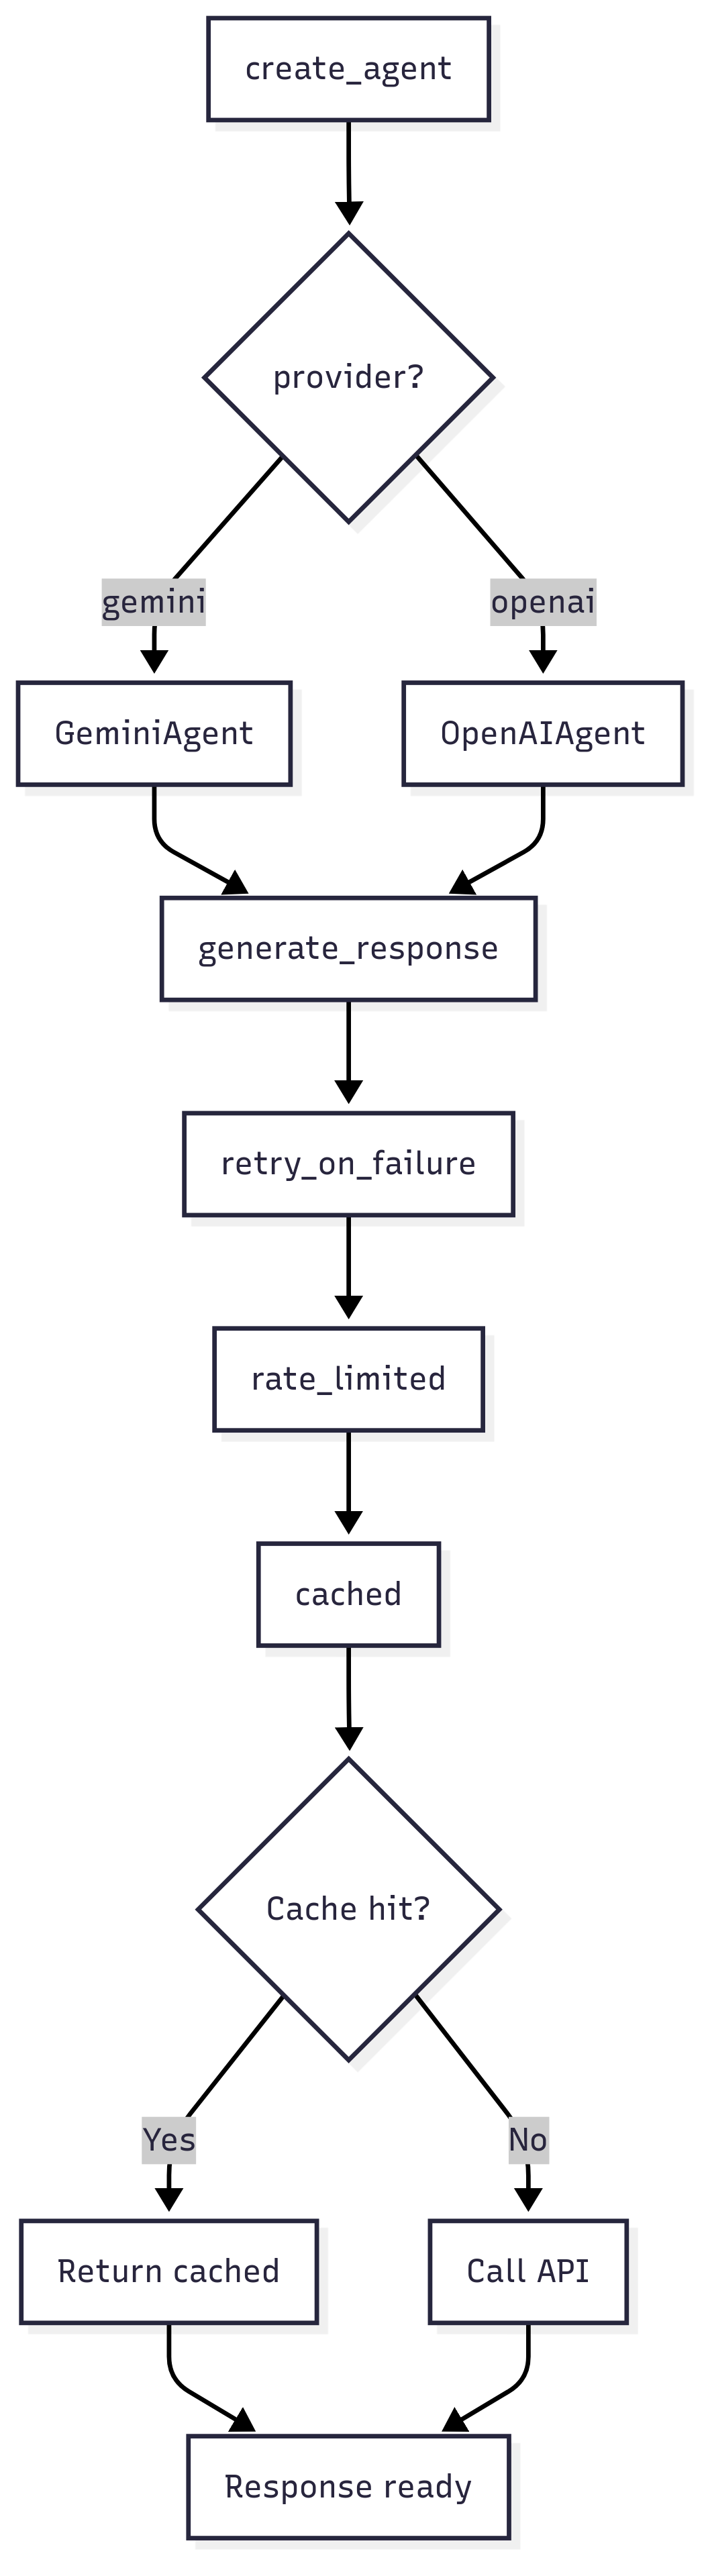 create_agent
provider?
gemini
openai
GeminiAgent
OpenAIAgent
generate_response
retry_on_failure
rate_limited
cached
Cache hit?
Yes
No
Return cached
Call API
Response ready